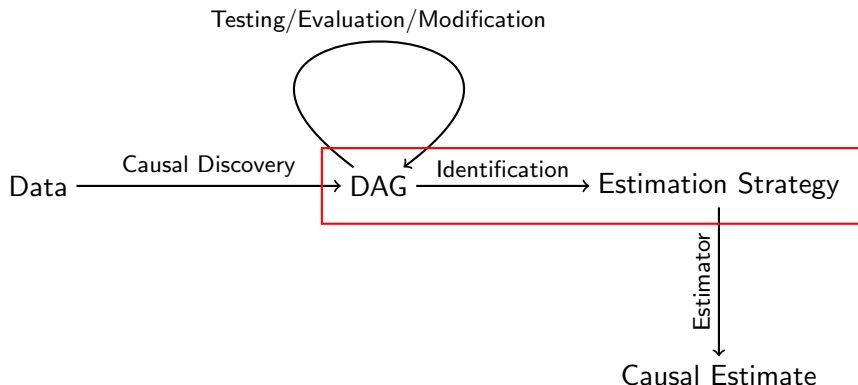 Testing/Evaluation/Modification
Causal Discovery
Data
DAG
Identification
Estimation Strategy
Estimator
Causal Estimate